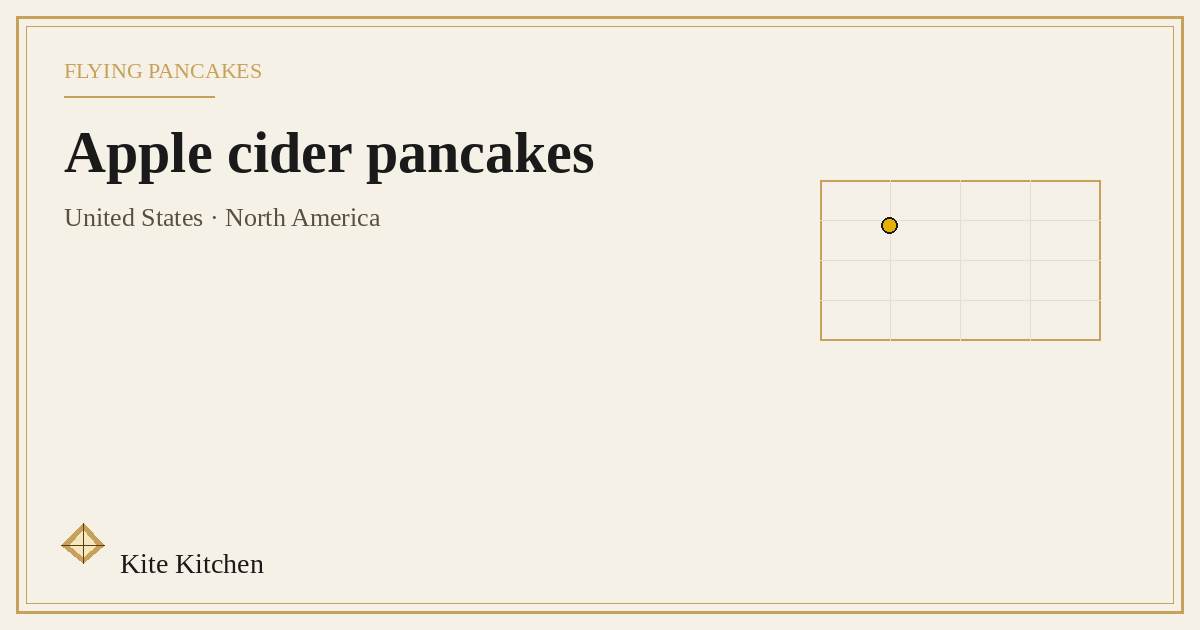 FLYING PANCAKES
Apple cider pancakes
United States · North America
Kite Kitchen